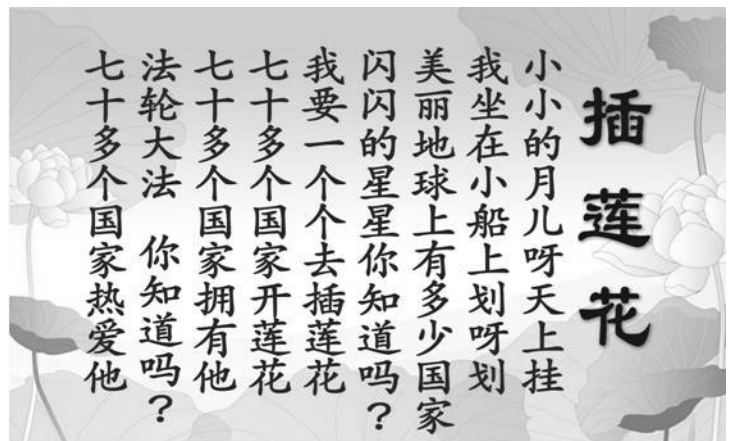 插莲花
小小的月儿呀天上挂
我坐在小船上划呀划
美丽地球上有多少国家
闪闪的星星你知道吗？
我要一个个去插莲花
七十多个国家开莲花
七十多个国家拥有他
法轮大法 你知道吗？
七十多个国家热爱他